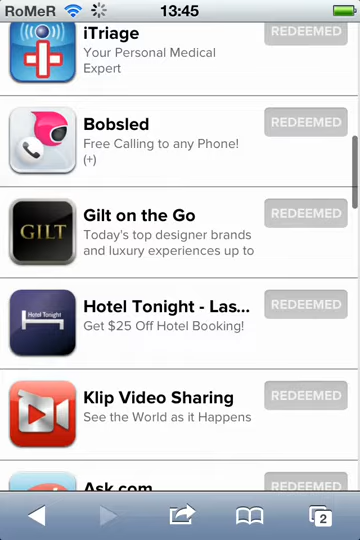 RoMeR 13:45
iTriage
REDEEMED
Your Personal Medical
Expert
Bobsled
REDEEMED
Free Calling to any Phone!
(+)
GILT
Gilt on the Go
REDEEMED
Today's top designer brands
and luxury experiences up to
Hotel Tonight
Hotel Tonight - Las...
REDEEMED
Get $25 Off Hotel Booking!
Klip Video Sharing
REDEEMED
See the World as it Happens
Ask.com
REDEEMED
2